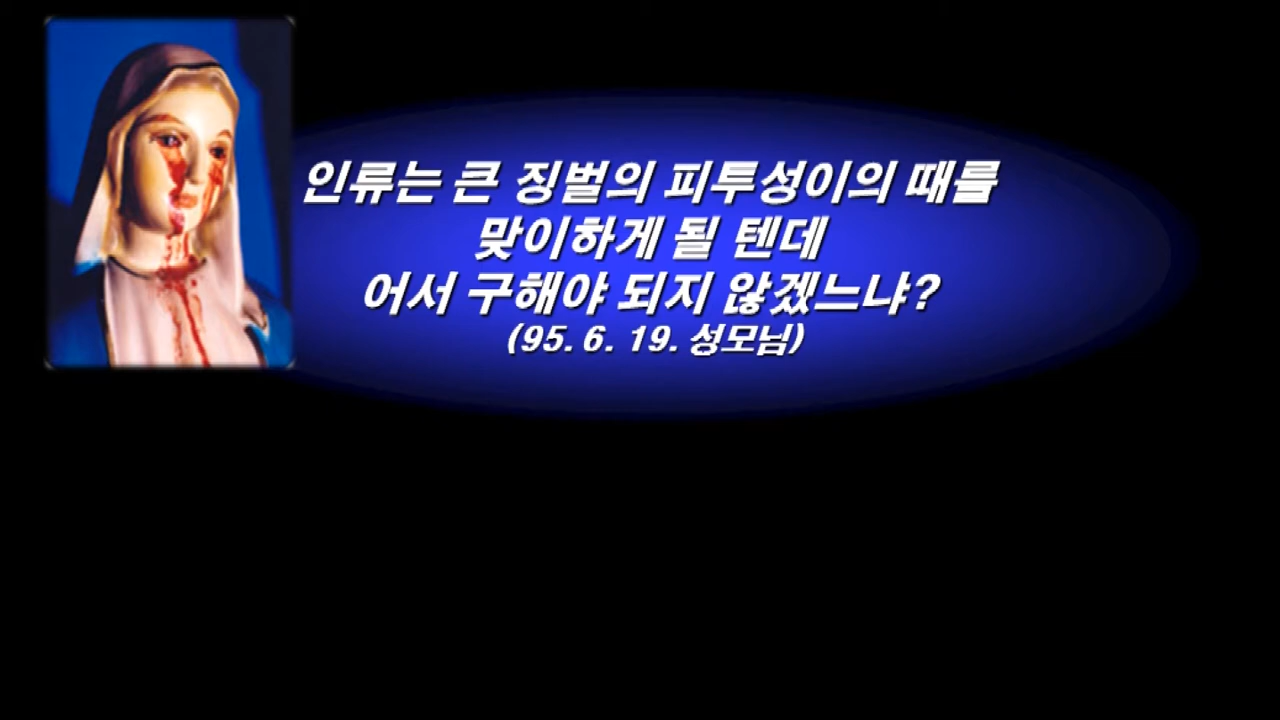 인류는 큰 징벌의 피투성이의 때를
맞이하게 될 텐데
어서 구해야 되지 않겠느냐?
(95. 6. 19. 성모님)